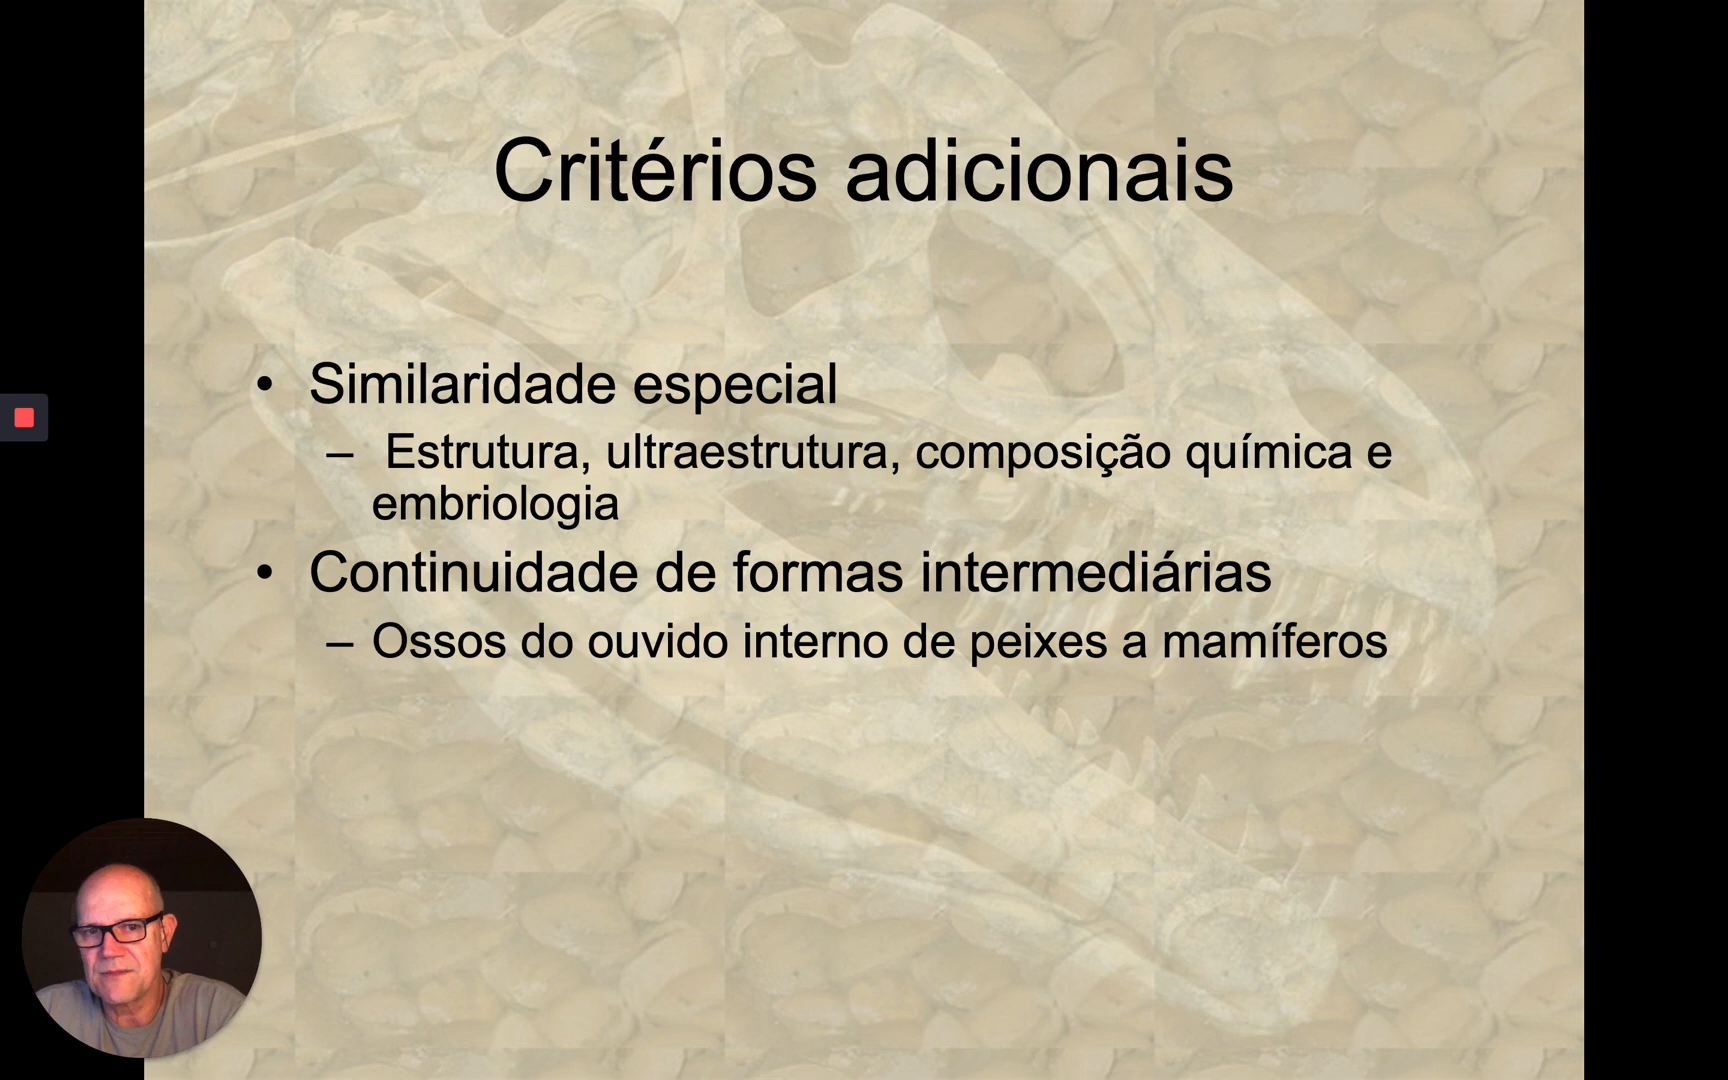 Critérios adicionais
• Similaridade especial
– Estrutura, ultraestrutura, composição química e
embriologia
• Continuidade de formas intermediárias
– Ossos do ouvido interno de peixes a mamíferos